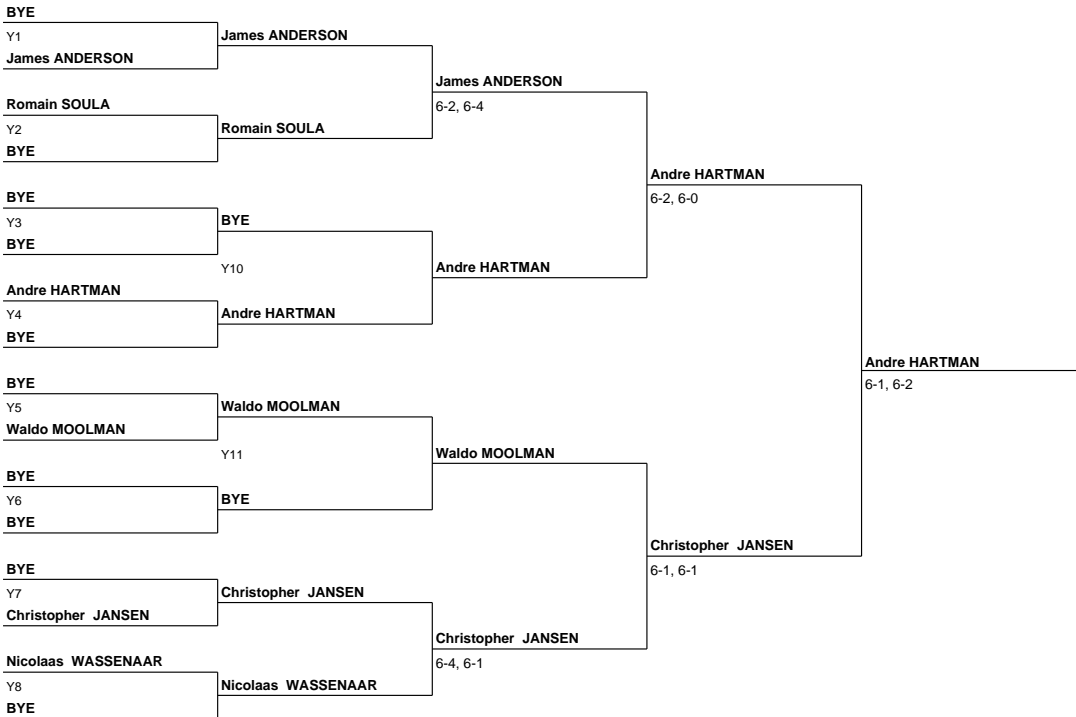 BYE
Y1
James ANDERSON
James ANDERSON
Romain SOULA
Y2
BYE
Romain SOULA
James ANDERSON
6-2, 6-4
BYE
Y3
BYE
BYE
Y10
Andre HARTMAN
Y4
BYE
Andre HARTMAN
Andre HARTMAN
Andre HARTMAN
6-2, 6-0
BYE
Y5
Waldo MOOLMAN
Waldo MOOLMAN
Y11
BYE
Y6
BYE
BYE
Waldo MOOLMAN
BYE
Y7
Christopher JANSEN
Christopher JANSEN
Nicolaas WASSENAAR
Y8
BYE
Nicolaas WASSENAAR
Christopher JANSEN
6-4, 6-1
Christopher JANSEN
6-1, 6-1
Andre HARTMAN
6-1, 6-2